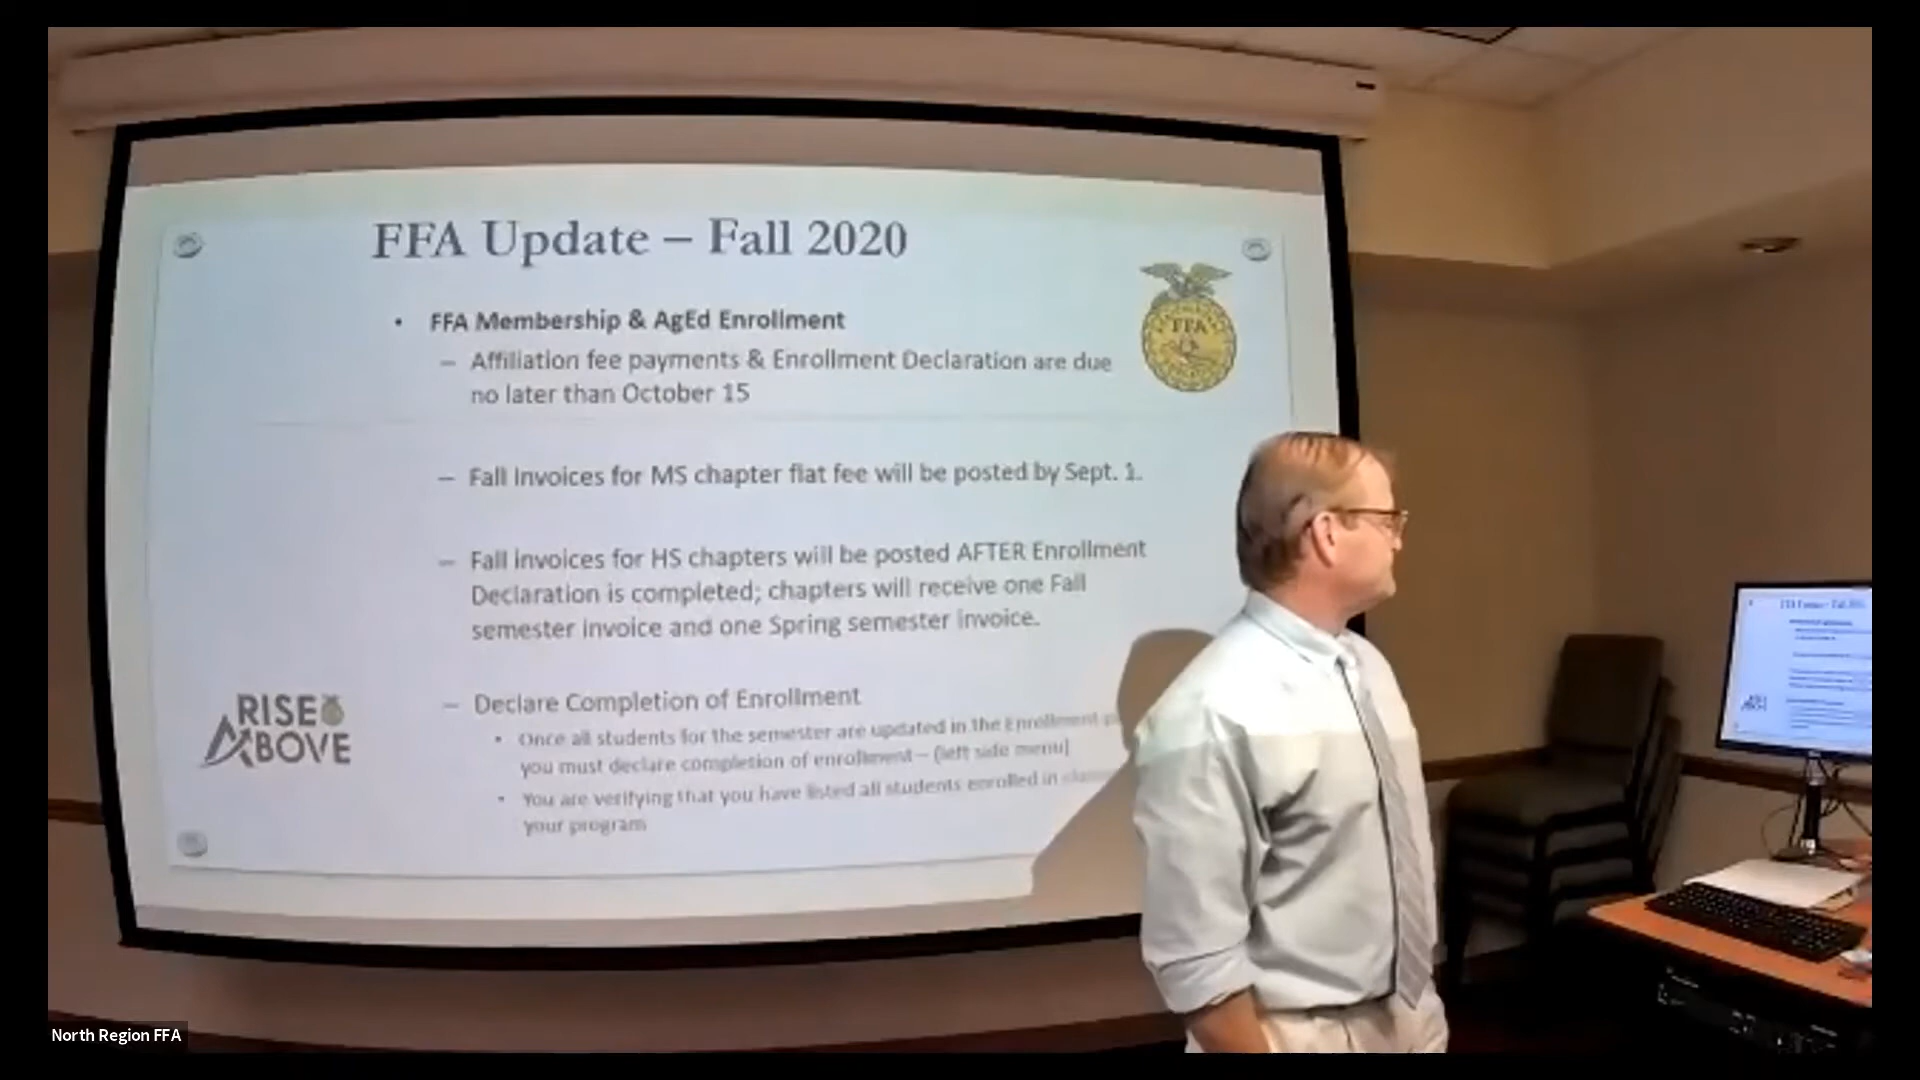 FFA Update – Fall 2020
• FFA Membership & AgEd Enrollment
– Affiliation fee payments & Enrollment Declaration are due
no later than October 15
FFA
– Fall Invoices for MS chapter flat fee will be posted by Sept. 1.
– Fall invoices for HS chapters will be posted AFTER Enrollment
Declaration is completed; chapters will receive one Fall
semester invoice and one Spring semester invoice.
– Declare Completion of Enrollment
• Once all students for the semester are updated in the Enrollment
you must declare completion of enrollment – (left side menu)
• You are verifying that you have listed all students enrolled in
your program
RISE
ABOVE
North Region FFA